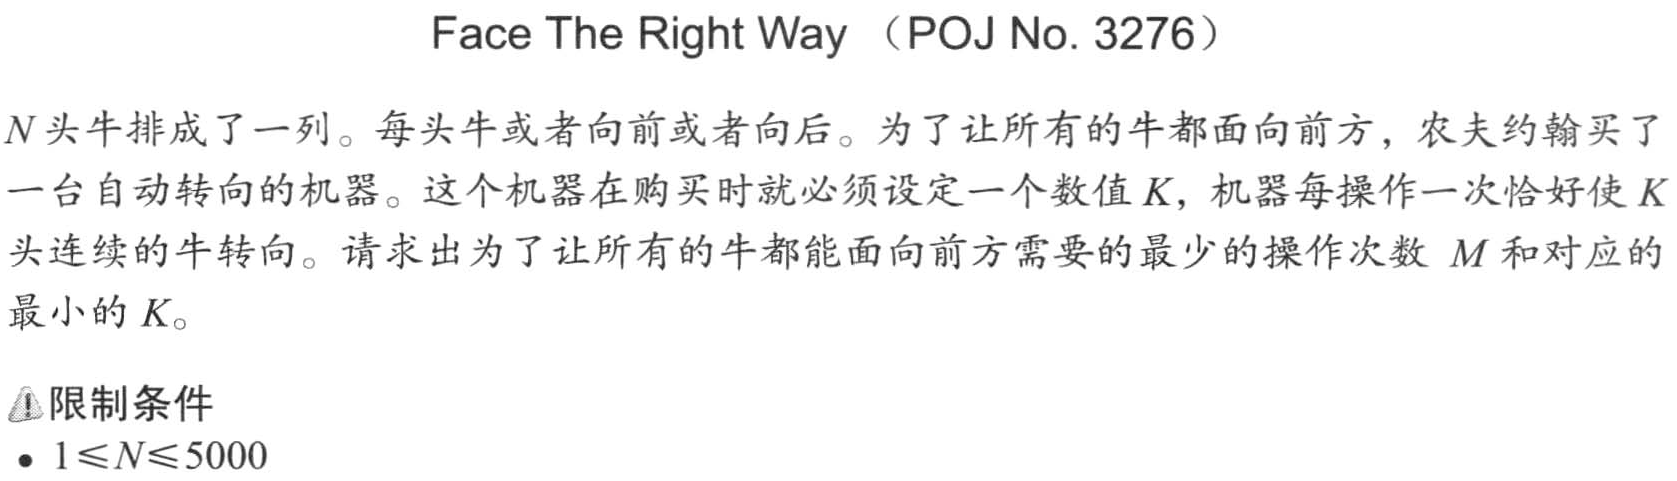 Face The Right Way （POJ No. 3276）
N头牛排成了一列。每头牛或者向前或者向后。为了让所有的牛都面向前方，农夫约翰买了
一台自动转向的机器。这个机器在购买时就必须设定一个数值K，机器每操作一次恰好使K
头连续的牛转向。请求出为了让所有的牛都能面向前方需要的最少的操作次数 M和对应的
最小的K。
限制条件
• 1≤N≤5000